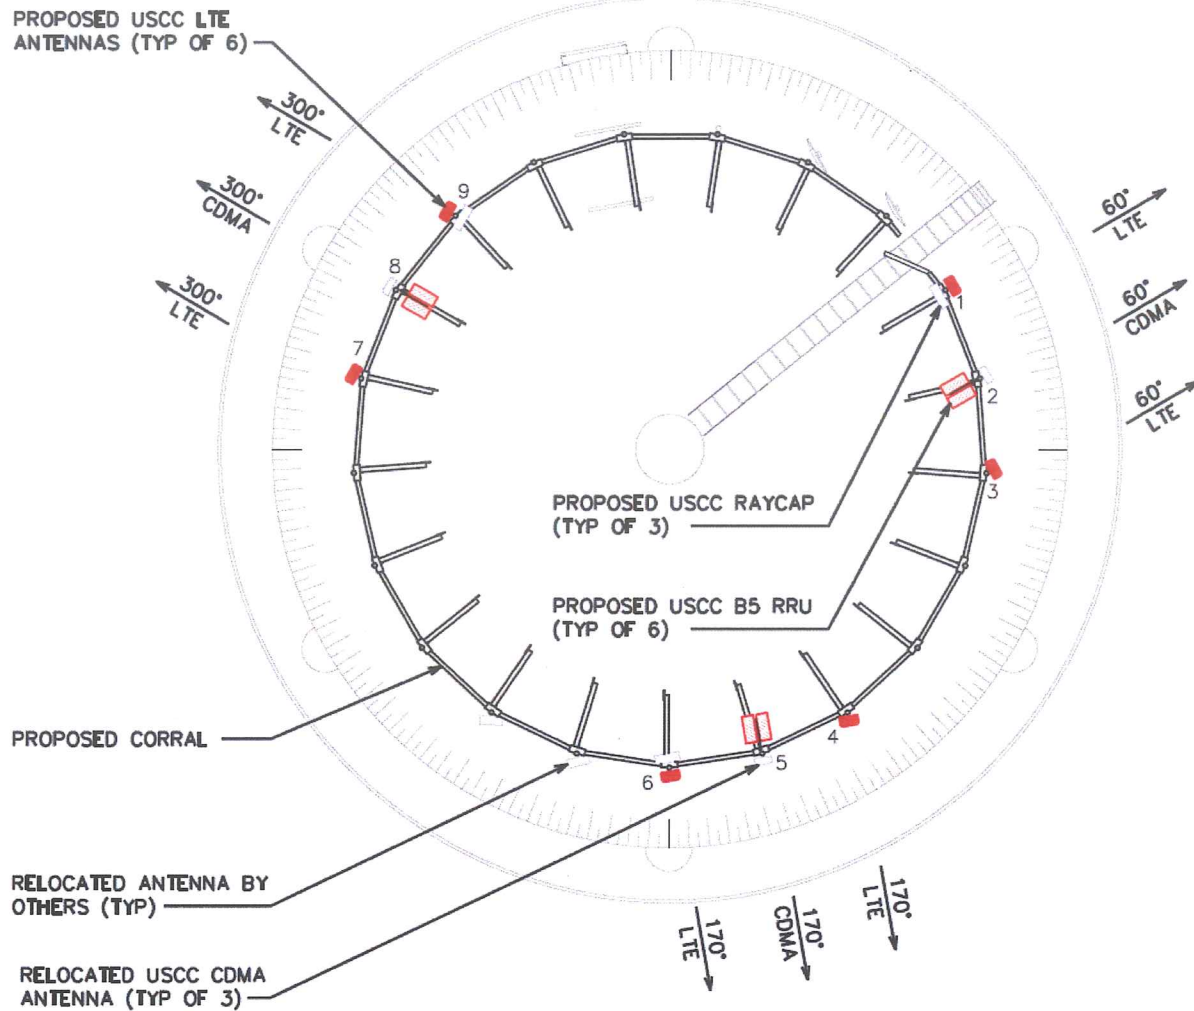 PROPOSED USCC LTE
ANTENNAS (TYP OF 6)
300°
LTE
300°
CDMA
300°
LTE
9
8
7
60°
LTE
60°
CDMA
60°
LTE
1
2
3
PROPOSED USCC RAYCAP
(TYP OF 3)
PROPOSED USCC B5 RRU
(TYP OF 6)
4
5
6
PROPOSED CORRAL
RELOCATED ANTENNA BY
OTHERS (TYP)
RELOCATED USCC CDMA
ANTENNA (TYP OF 3)
170°
LTE
170°
CDMA
170°
LTE